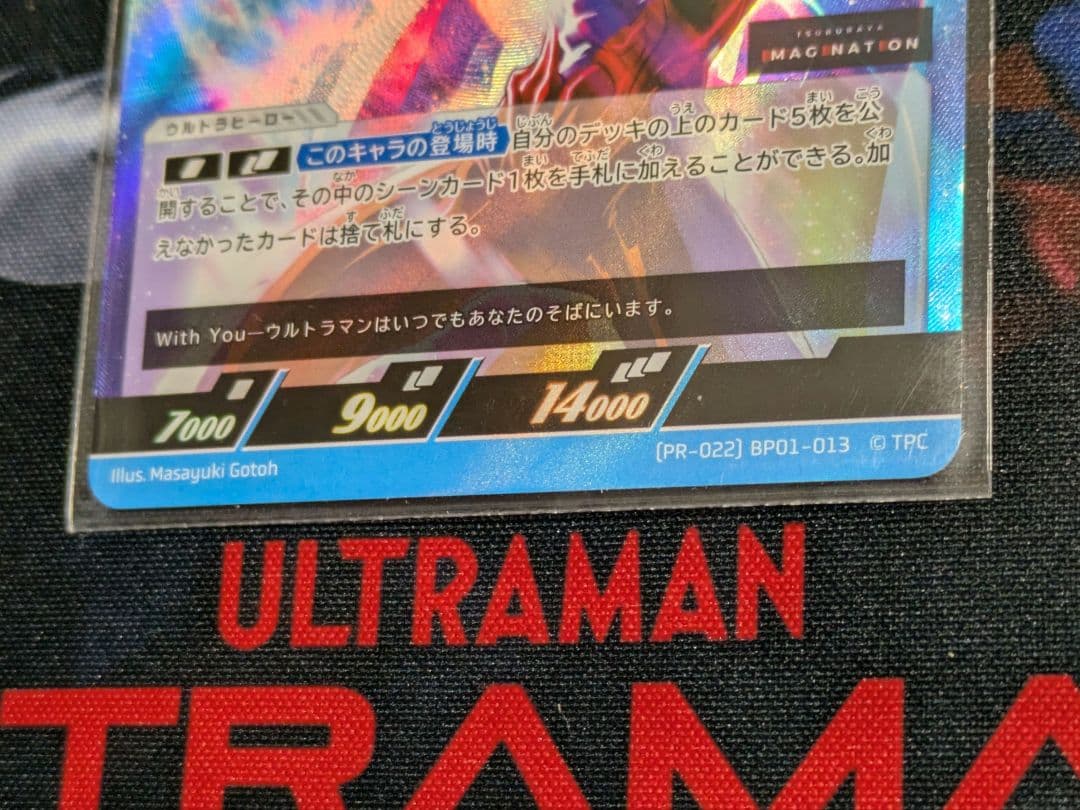 TSUBURAYA
IMAGINATION
ウルトラヒーロー
このキャラの登場時 自分のデッキの上のカード5枚を公
開することで、その中のシーンカード1枚を手札に加えることができる。加
えなかったカードは捨て札にする。
With You—ウルトラマンはいつでもあなたのそばにいます。
7000 9000 14000
Illus. Masayuki Gotoh
[PR-022] BP01-013 © TPC
ULTRAMAN
TRAMA